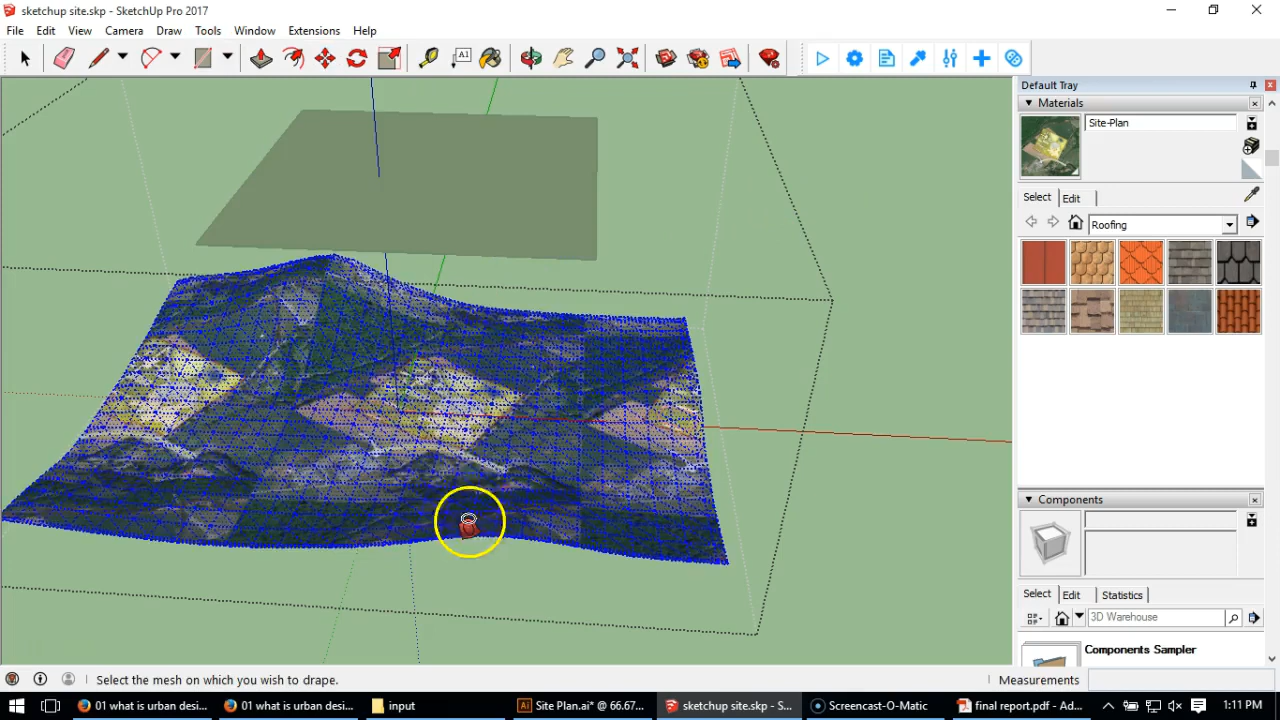 sketchup site.skp - SketchUp Pro 2017
File Edit View Camera Draw Tools Window Extensions Help
A1
Default Tray
Materials
Site-Plan
Select Edit
Roofing
Components
Select Edit Statistics
3D Warehouse
Components Sampler
Select the mesh on which you wish to drape.
Measurements
01 what is urban desi...
01 what is urban desi...
input
Site Plan.ai* @ 66.67...
sketchup site.skp - S...
Screencast-O-Matic
final report.pdf - Ad...
1:11 PM